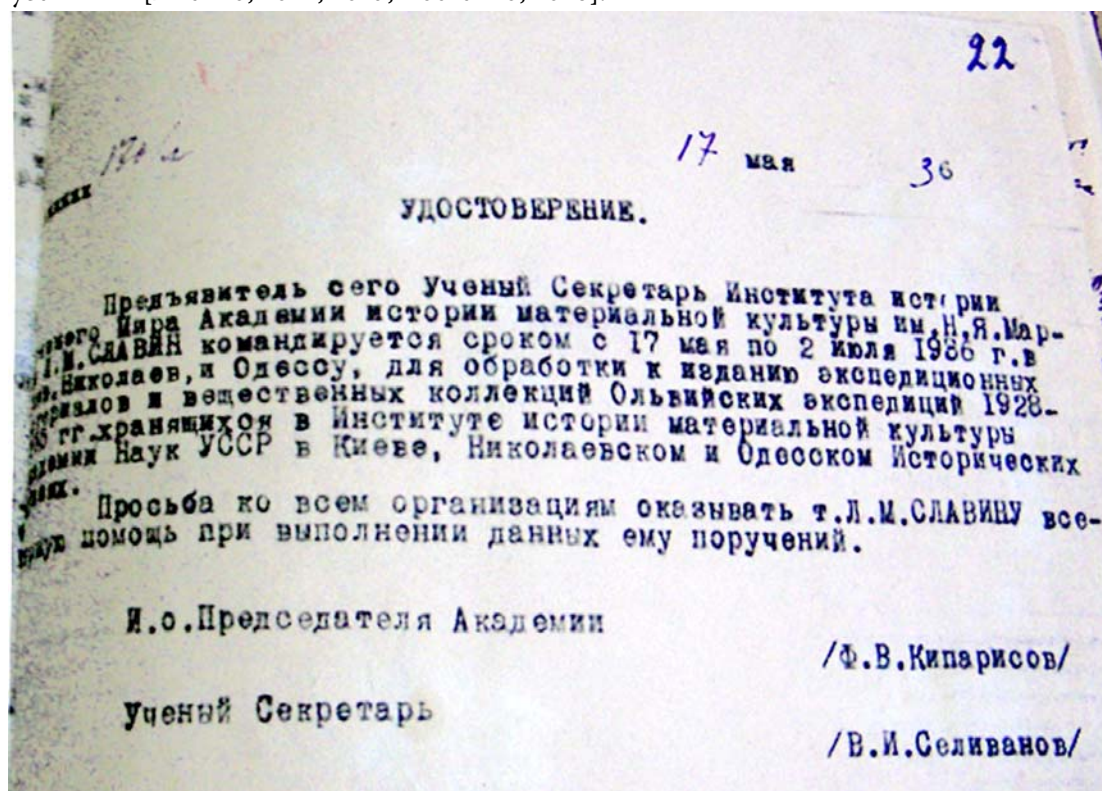 22
17 мая 36
УДОСТОВЕРЕНИЕ.
Предъявитель сего Ученый Секретарь Института истории
Мира Академии истории материальной культуры им.Н.Я.Мар-
СЛАВИН командируется сроком с 17 мая по 2 июля 1936 г.в
Николаев,и Одессу, для обработки к изданию экспедиционных
и вещественных коллекций Ольвийских экспедиций 1928-
гг.хранящихся в Институте истории материальной культуры
Наук УССР в Киеве, Николаевском и Одесском Исторических
Просьба ко всем организациям оказывать т.Л.М.СЛАВИНУ все-
помощь при выполнении данных ему поручений.
И.о.Председателя Академии
/Ф.В.Кипарисов/
Ученый Секретарь
/В.И.Селиванов/